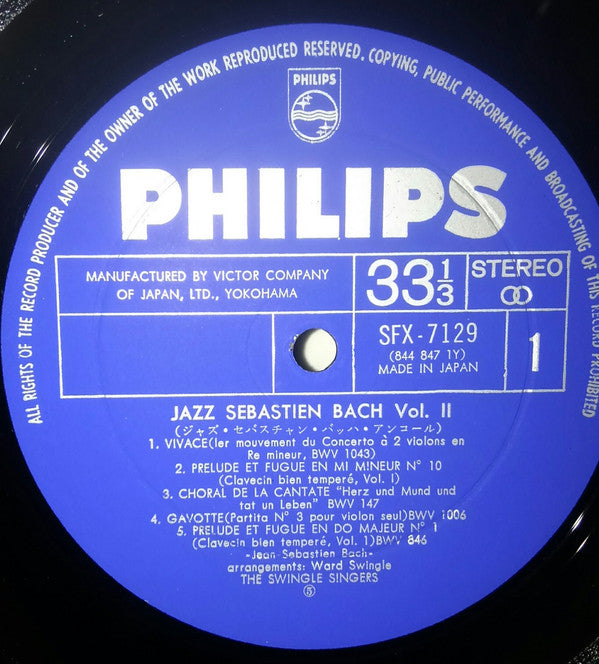 ALL RIGHTS OF THE RECORD PRODUCER AND OF THE OWNER OF THE WORK REPRODUCED RESERVED. COPYING, PUBLIC PERFORMANCE AND BROADCASTING OF THIS RECORD PROHIBITED
PHILIPS
PHILIPS
MANUFACTURED BY VICTOR COMPANY
OF JAPAN, LTD., YOKOHAMA
33 1/3
STEREO
SFX-7129
(844 847 1Y)
MADE IN JAPAN
1
JAZZ SEBASTIEN BACH Vol. II
(ジャズ・セバスチャン・バッハ・アンコール)
1. VIVACE(ler mouvement du Concerto à 2 violons en
Re mineur, BWV 1043)
2. PRELUDE ET FUGUE EN MI MINEUR N° 10
(Clavecin bien temperé, Vol. I)
3. CHORAL DE LA CANTATE "Herz und Mund und
tat un Leben" BWV 147
4. GAVOTTE(Partita N° 3 pour violon seul)BWV 1006
5. PRELUDE ET FUGUE EN DO MAJEUR N° 1
(Clavecin bien temperé, Vol. 1)BWV 846
-Jean Sebastien Bach-
arrangements: Ward Swingle
THE SWINGLE SINGERS
⑤